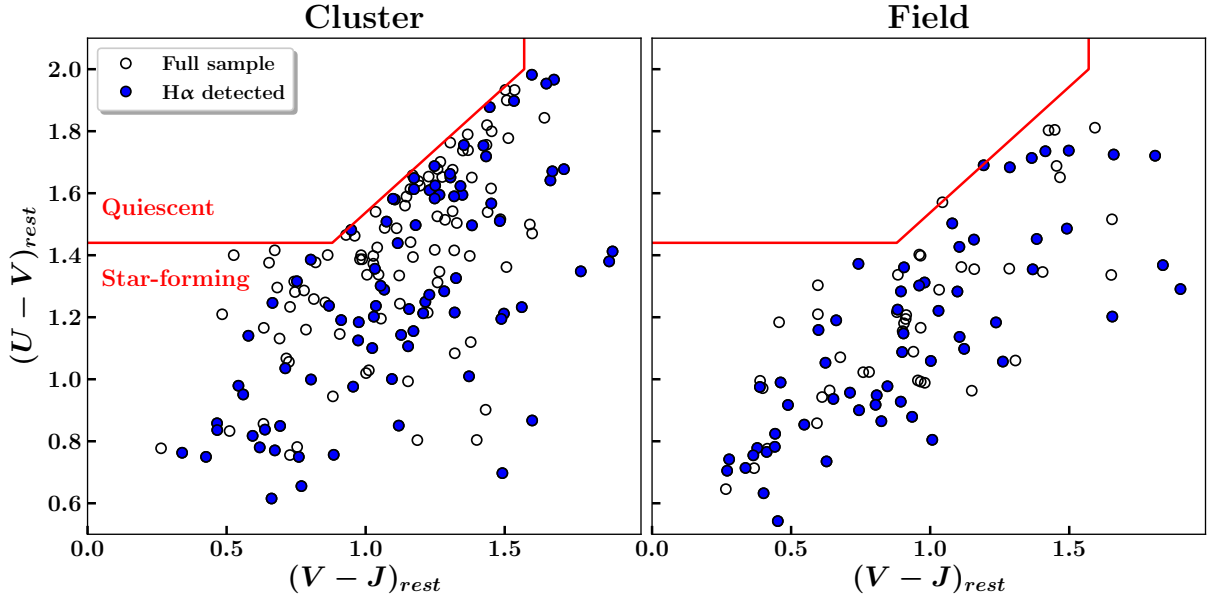 Cluster
Field
Full sample
Hα detected
Quiescent
Star-forming
2.0
1.8
1.6
1.4
1.2
1.0
0.8
0.6
(U − V)rest
0.0 0.5 1.0 1.5
0.0 0.5 1.0 1.5
(V − J)rest
(V − J)rest